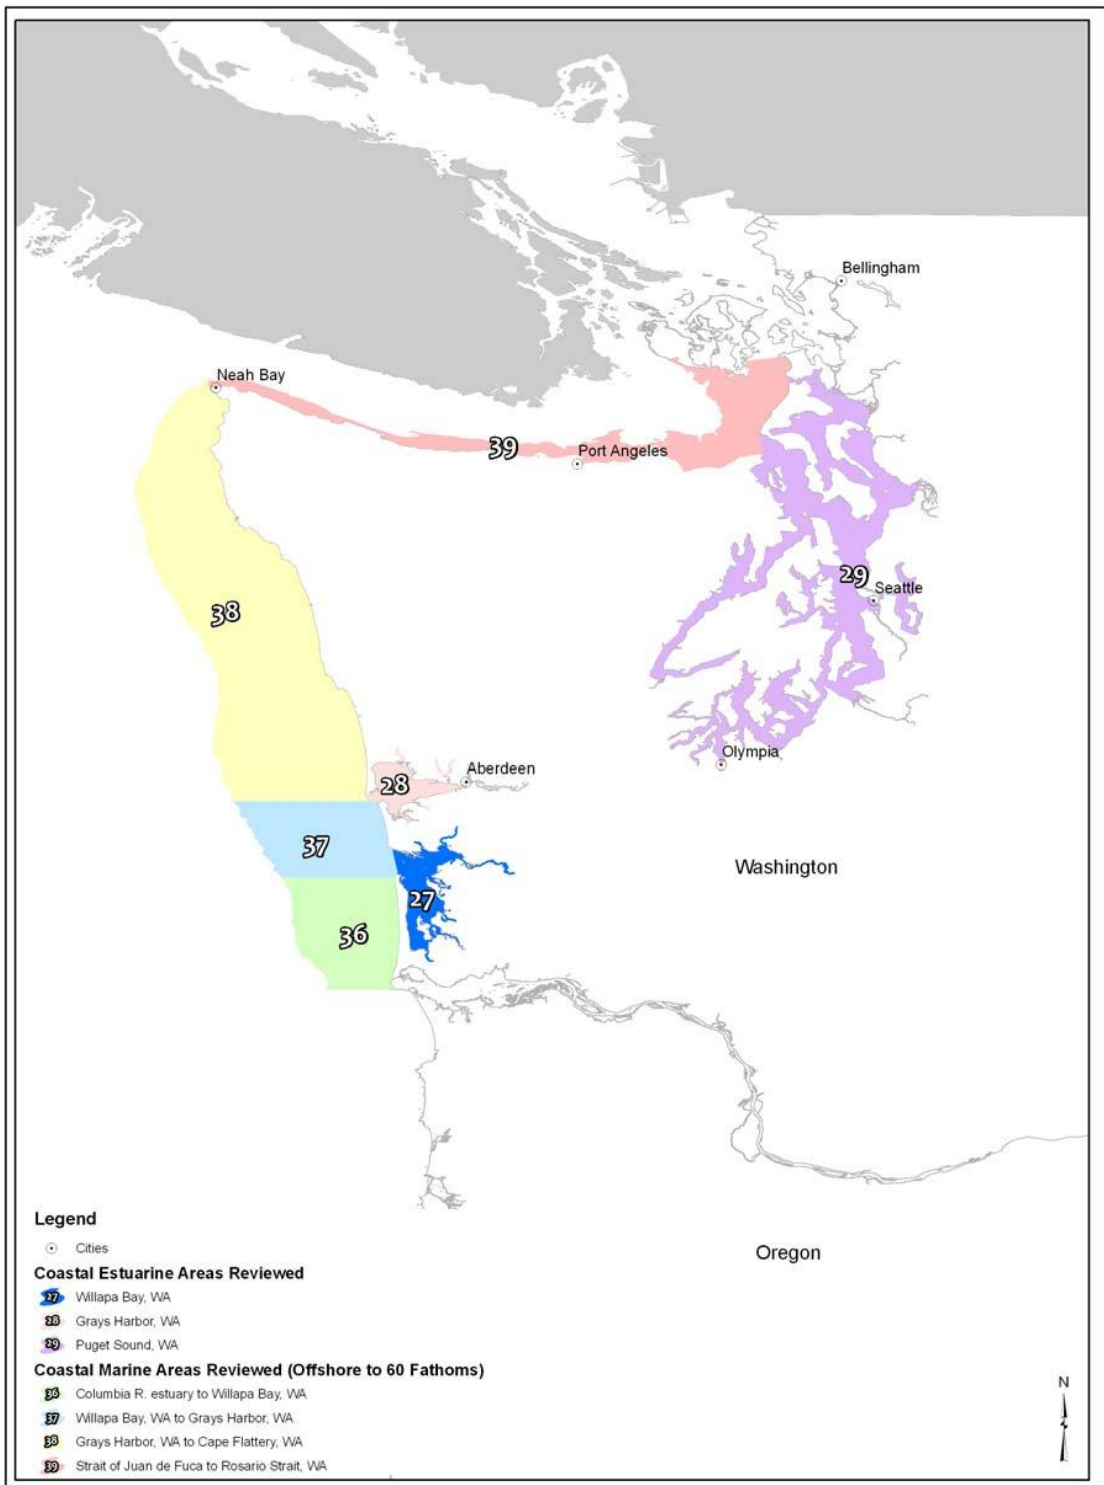 Bellingham
Neah Bay
39
Port Angeles
29
Seattle
38
Olympia
Aberdeen
28
37
Washington
27
36
Oregon
Legend
Cities
Coastal Estuarine Areas Reviewed
27 Willapa Bay, WA
28 Grays Harbor, WA
29 Puget Sound, WA
Coastal Marine Areas Reviewed (Offshore to 60 Fathoms)
36 Columbia R. estuary to Willapa Bay, WA
37 Willapa Bay, WA to Grays Harbor, WA
38 Grays Harbor, WA to Cape Flattery, WA
39 Strait of Juan de Fuca to Rosario Strait, WA
N